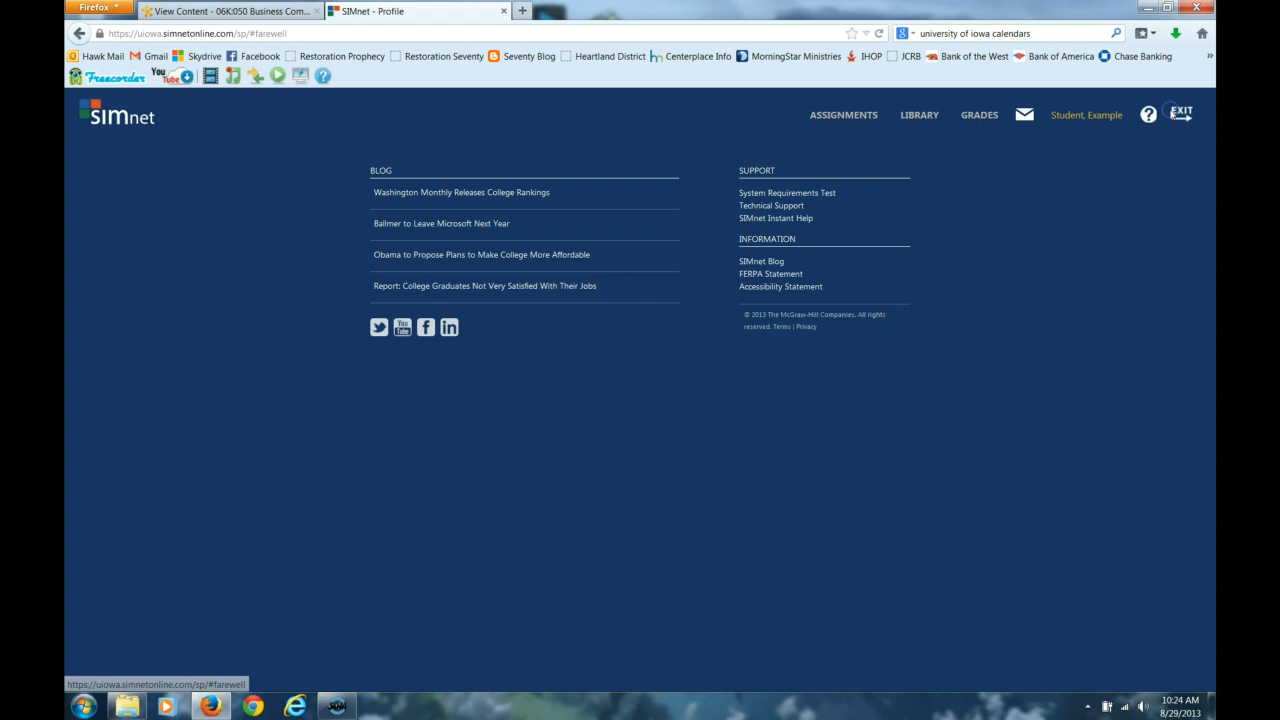 Firefox
View Content - 06K:050 Business Com...
SIMnet - Profile
https://uiowa.simnetonline.com/sp/#farewell
university of iowa calendars
Hawk Mail
Gmail
Skydrive
Facebook
Restoration Prophecy
Restoration Seventy
Seventy Blog
Heartland District
Centerplace Info
MorningStar Ministries
IHOP
JCRB
Bank of the West
Bank of America
Chase Banking
Freecorder
You
Tube
SIMnet
ASSIGNMENTS
LIBRARY
GRADES
Student, Example
EXIT
BLOG
Washington Monthly Releases College Rankings
Ballmer to Leave Microsoft Next Year
Obama to Propose Plans to Make College More Affordable
Report: College Graduates Not Very Satisfied With Their Jobs
You
Tube
SUPPORT
System Requirements Test
Technical Support
SIMnet Instant Help
INFORMATION
SIMnet Blog
FERPA Statement
Accessibility Statement
© 2013 The McGraw-Hill Companies. All rights
reserved. Terms | Privacy
https://uiowa.simnetonline.com/sp/#farewell
10:24 AM
8/29/2013